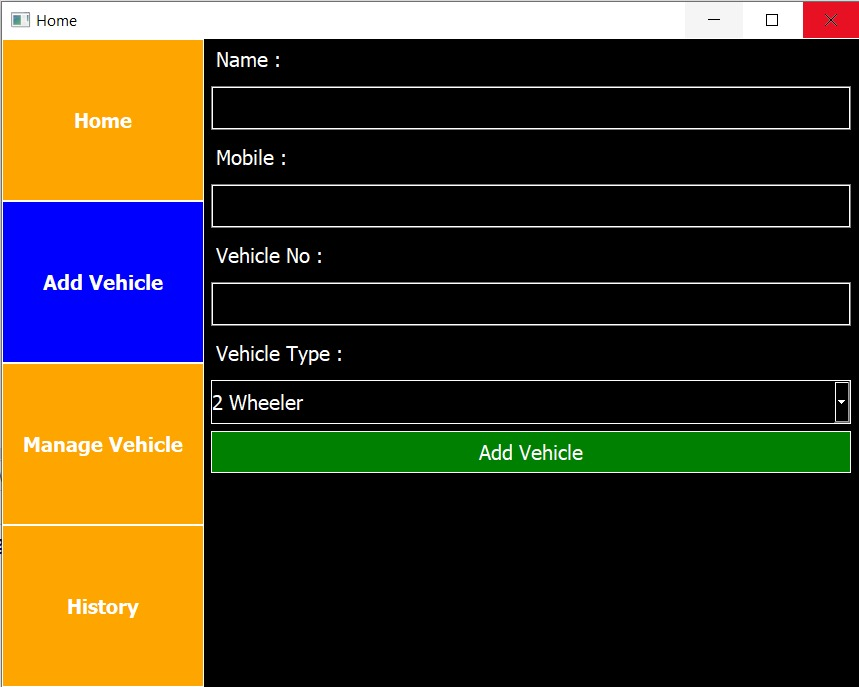 Home
Home
Add Vehicle
Manage Vehicle
History
Name :
Mobile :
Vehicle No :
Vehicle Type :
2 Wheeler
Add Vehicle